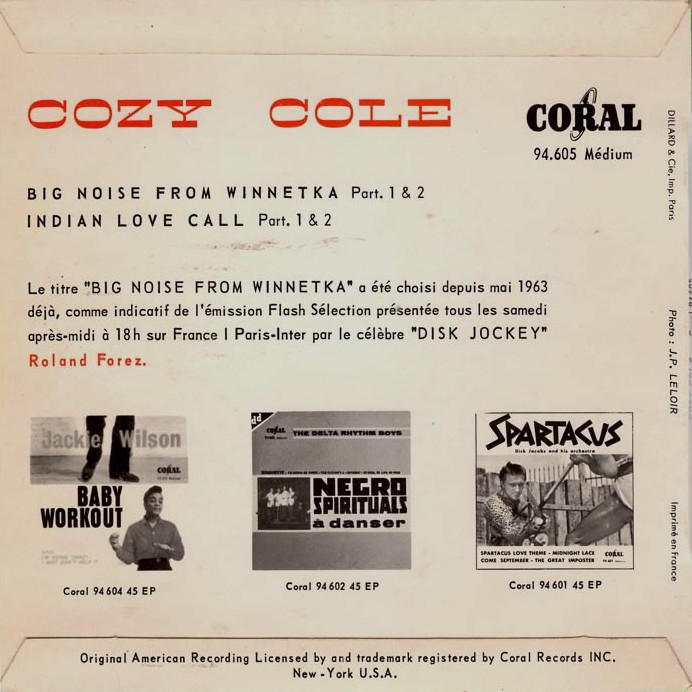 COZY COLE
CORAL
94.605 Médium
BIG NOISE FROM WINNETKA Part. 1 & 2
INDIAN LOVE CALL Part. 1 & 2
Le titre "BIG NOISE FROM WINNETKA" a été choisi depuis mai 1963
déjà, comme indicatif de l'émission Flash Sélection présentée tous les samedi
après-midi à 18h sur France I Paris-Inter par le célèbre "DISK JOCKEY"
Roland Forez.
DILLARD & Cie, Imp. Paris
Photo : J.P. LELOIR
Imprimé en France
Jackie Wilson
CORAL
BABY
WORKOUT
Coral 94604 45 EP
dd
CORAL
THE DELTA RHYTHM BOYS
NEGRO
SPIRITUALS
à danser
Coral 94602 45 EP
SPARTACUS
Dick Jacobs and his orchestra
SPARTACUS LOVE THEME - MIDNIGHT LACE
COME SEPTEMBER - THE GREAT IMPOSTER
CORAL
Coral 94601 45 EP
Original American Recording Licensed by and trademark registered by Coral Records INC.
New-York U.S.A.